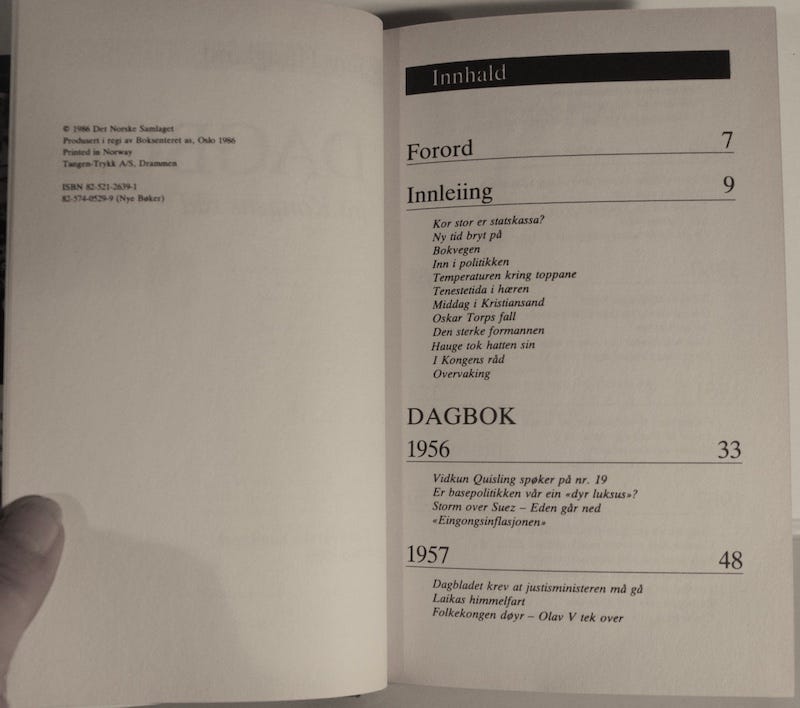 © 1986 Det Norske Samlaget
Produsert i regi av Boksenteret as, Oslo 1986
Printed in Norway
Tangen-Trykk A/S, Drammen
ISBN 82-521-2639-1
82-574-0529-9 (Nye Bøker)
Innhald
Forord 7
Innleiing 9
Kor stor er statskassa?
Ny tid bryt på
Bokvegen
Inn i politikken
Temperaturen kring toppane
Tenestetida i hæren
Middag i Kristiansand
Oskar Torps fall
Den sterke formannen
Hauge tok hatten sin
I Kongens råd
Overvaking
DAGBOK
1956 33
Vidkun Quisling spøker på nr. 19
Er basepolitikken vår ein «dyr luksus»?
Storm over Suez – Eden går ned
«Eingongsinflasjonen»
1957 48
Dagbladet krev at justisministeren må gå
Laikas himmelfart
Folkekongen døyr – Olav V tek over